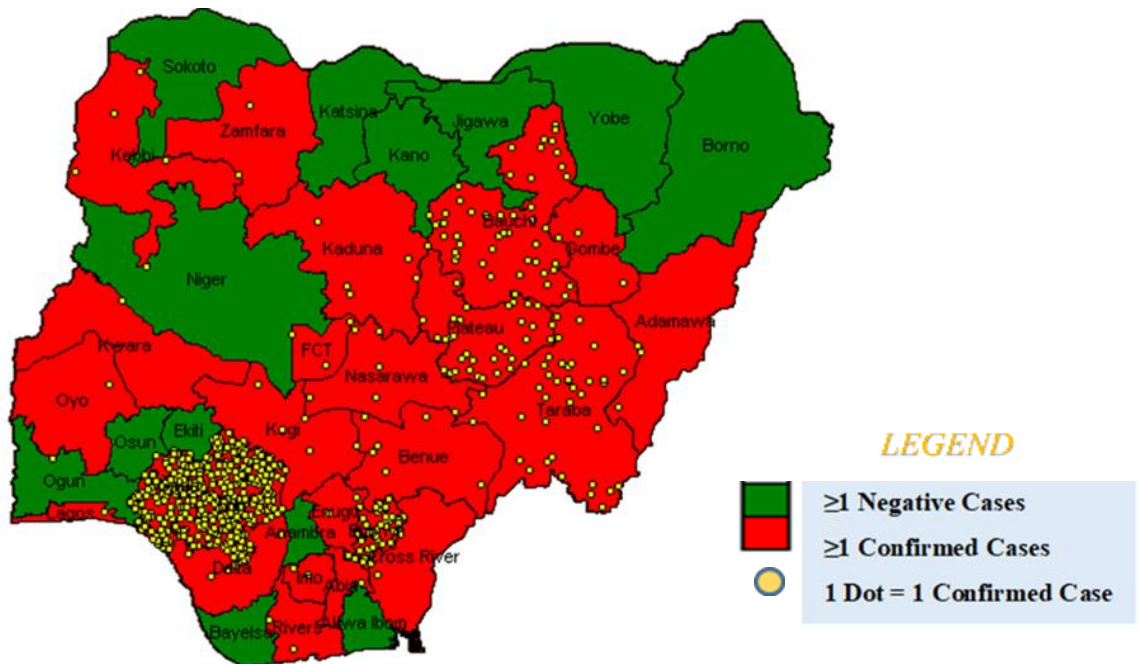 Sokoto
Katsina
Zamfara
Jigawa
Yobe
Kebbi
Kano
Borno
Kaduna
Bauchi
Gombe
Niger
Plateau
Adamawa
Kwara
FCT
Nasarawa
Oyo
Taraba
Osun
Ekiti
Kogi
Benue
Ogun
Lagos
Anambra
Enugu
Cross River
Delta
Imo
Abia
Bayelsa
Rivers
Akwa Ibom
LEGEND
≥1 Negative Cases
≥1 Confirmed Cases
1 Dot = 1 Confirmed Case